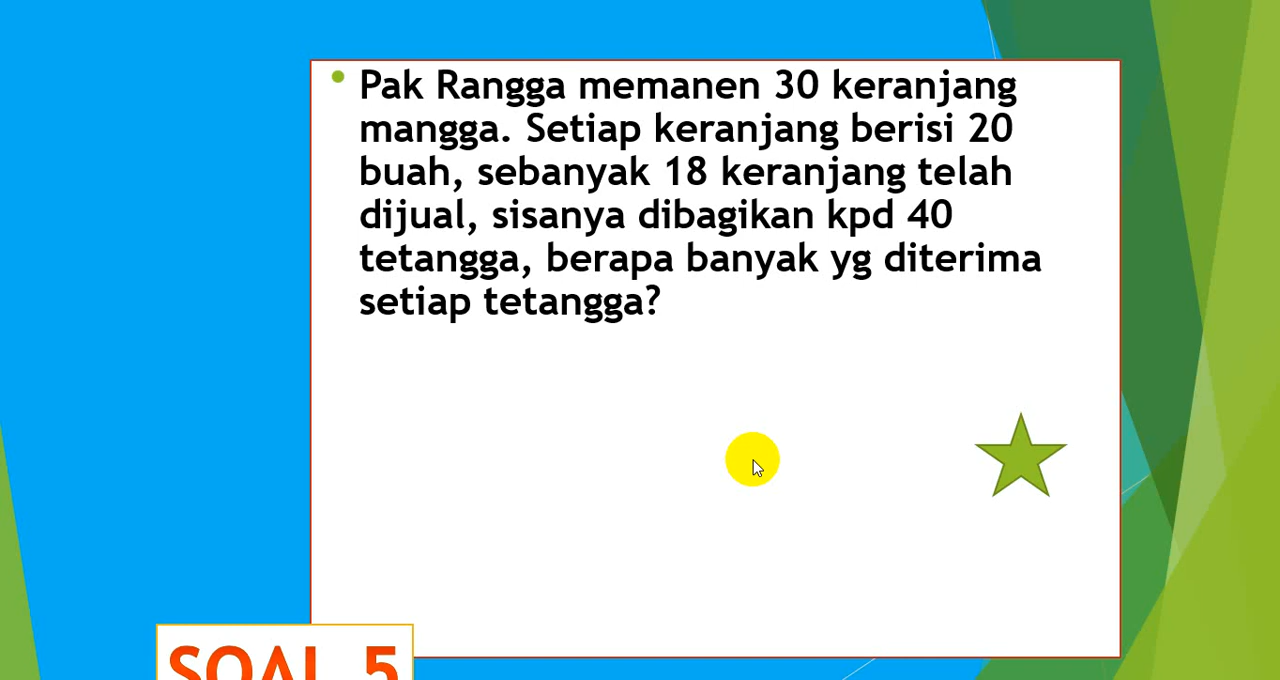 Pak Rangga memanen 30 keranjang
mangga. Setiap keranjang berisi 20
buah, sebanyak 18 keranjang telah
dijual, sisanya dibagikan kpd 40
tetangga, berapa banyak yg diterima
setiap tetangga?
SOAL 5